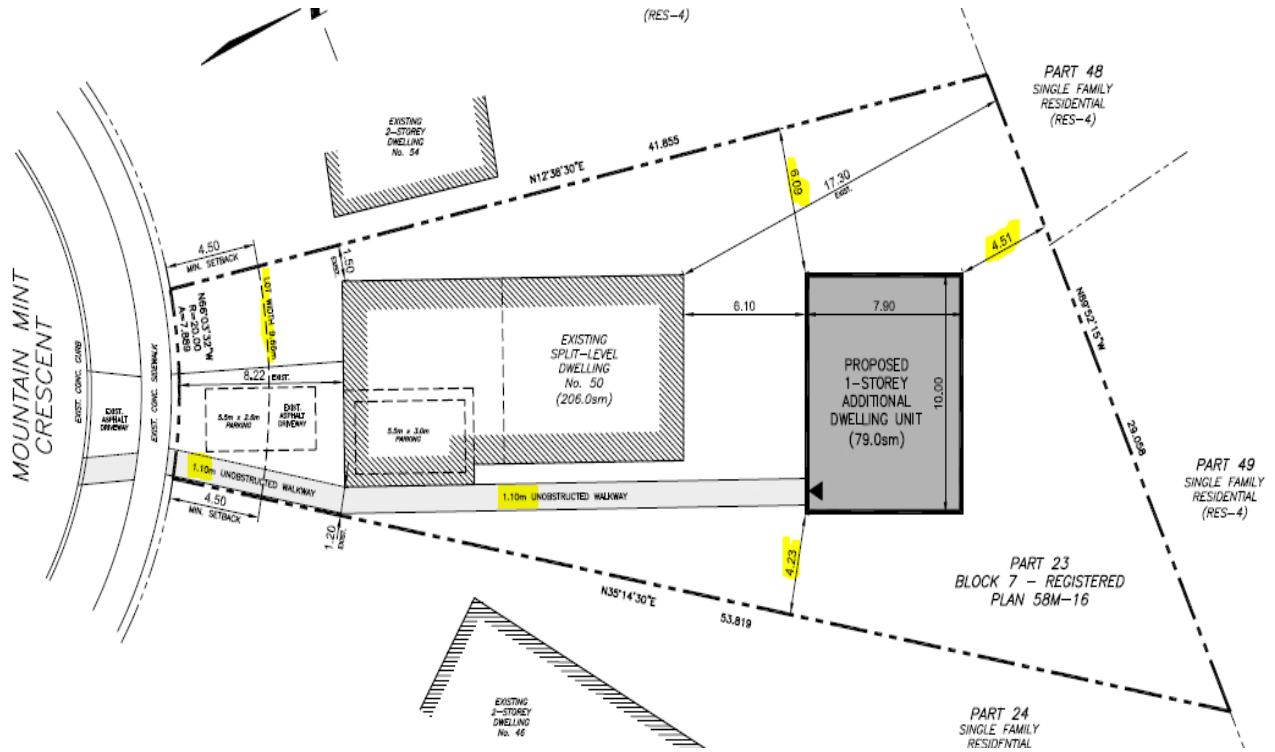 (RES-4)
PART 48
SINGLE FAMILY
RESIDENTIAL
(RES-4)
EXISTING
2-STOREY
DWELLING
No. 54
41.855
N12°38'30"E
6.09
17.30
EXIST.
4.50
MIN. SETBACK
1.50
EXIST.
4.51
MOUNTAIN MINT
CRESCENT
EXIST. CONC. CURB
EXIST.
ASPHALT
DRIVEWAY
EXIST. CONC. SIDEWALK
N66°03'32"W
R=20.00
A=7.889
LOT WIDTH 9.66m
8.22 EXIST.
5.5m x 2.6m
PARKING
EXIST.
ASPHALT
DRIVEWAY
5.5m x 3.0m
PARKING
EXISTING
SPLIT-LEVEL
DWELLING
No. 50
(206.0sm)
6.10
7.90
10.00
PROPOSED
1-STOREY
ADDITIONAL
DWELLING UNIT
(79.0sm)
N89°52'15"W
29.058
1.10m UNOBSTRUCTED WALKWAY
1.10m UNOBSTRUCTED WALKWAY
4.50
MIN. SETBACK
1.20
EXIST.
4.23
N35°14'30"E
53.819
PART 49
SINGLE FAMILY
RESIDENTIAL
(RES-4)
PART 23
BLOCK 7 - REGISTERED
PLAN 58M-16
EXISTING
2-STOREY
DWELLING
No. 46
PART 24
SINGLE FAMILY
RESIDENTIAL